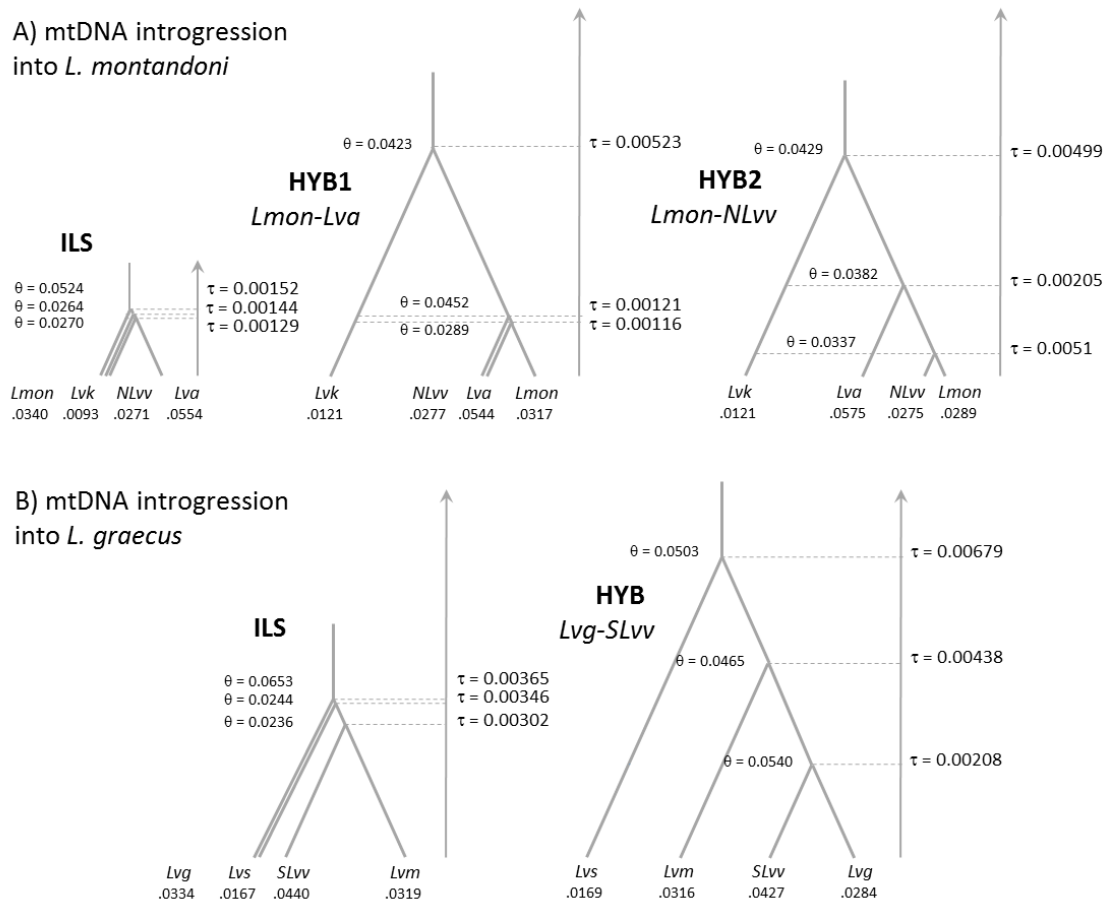 A) mtDNA introgression
into L. montandoni
ILS
θ = 0.0524
θ = 0.0264
θ = 0.0270
τ = 0.00152
τ = 0.00144
τ = 0.00129
Lmon Lvk NLvv Lva
.0340 .0093 .0271 .0554
HYB1
Lmon-Lva
θ = 0.0423
τ = 0.00523
θ = 0.0452
τ = 0.00121
θ = 0.0289
τ = 0.00116
Lvk NLvv Lva Lmon
.0121 .0277 .0544 .0317
HYB2
Lmon-NLvv
θ = 0.0429
τ = 0.00499
θ = 0.0382
τ = 0.00205
θ = 0.0337
τ = 0.0051
Lvk Lva NLvv Lmon
.0121 .0575 .0275 .0289
B) mtDNA introgression
into L. graecus
ILS
θ = 0.0653
θ = 0.0244
θ = 0.0236
τ = 0.00365
τ = 0.00346
τ = 0.00302
Lvg Lvs SLvv Lvm
.0334 .0167 .0440 .0319
HYB
Lvg-SLvv
θ = 0.0503
τ = 0.00679
θ = 0.0465
τ = 0.00438
θ = 0.0540
τ = 0.00208
Lvs Lvm SLvv Lvg
.0169 .0316 .0427 .0284